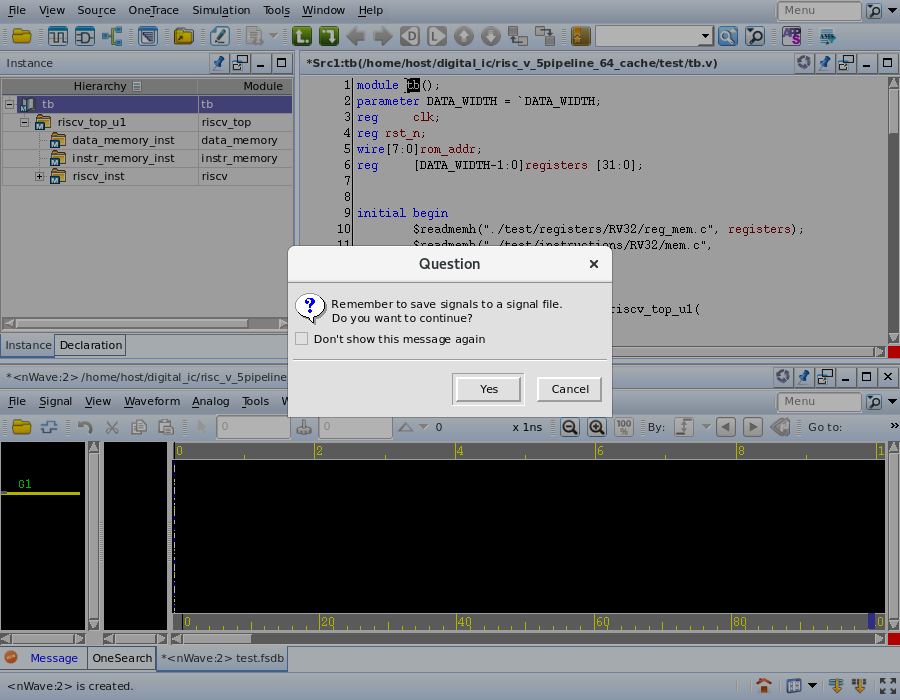 File View Source OneTrace Simulation Tools Window Help Menu
Instance
*Src1:tb(/home/host/digital_ic/risc_v_5pipeline_64_cache/test/tb.v)
Hierarchy Module
tb tb
riscv_top_u1 riscv_top
data_memory_inst data_memory
instr_memory_inst instr_memory
riscv_inst riscv
1 module tb();
2 parameter DATA_WIDTH = `DATA_WIDTH;
3 reg clk;
4 reg rst_n;
5 wire[7:0]rom_addr;
6 reg [DATA_WIDTH-1:0]registers [31:0];
7
8
9 initial begin
10 $readmemh("./test/registers/RV32/reg_mem.c", registers);
11 $readmemh("./test/instructions/RV32/mem.c",
riscv_top_u1(
Question
Remember to save signals to a signal file.
Do you want to continue?
Don't show this message again
Yes Cancel
Instance Declaration
*<nWave:2> /home/host/digital_ic/risc_v_5pipeline
File Signal View Waveform Analog Tools W Menu
0 0 0 x 1ns 100 % By: Go to: »
G1
0 2 4 6 8 1
0 20 40 60 80 0
Message OneSearch *<nWave:2> test.fsdb
<nWave:2> is created.